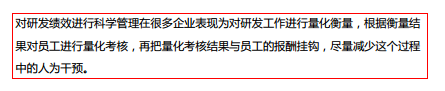 对研发绩效进行科学管理在很多企业表现为对研发工作进行量化衡量，根据衡量结
果对员工进行量化考核，再把量化考核结果与员工的报酬挂钩，尽量减少这个过程
中的人为干预。